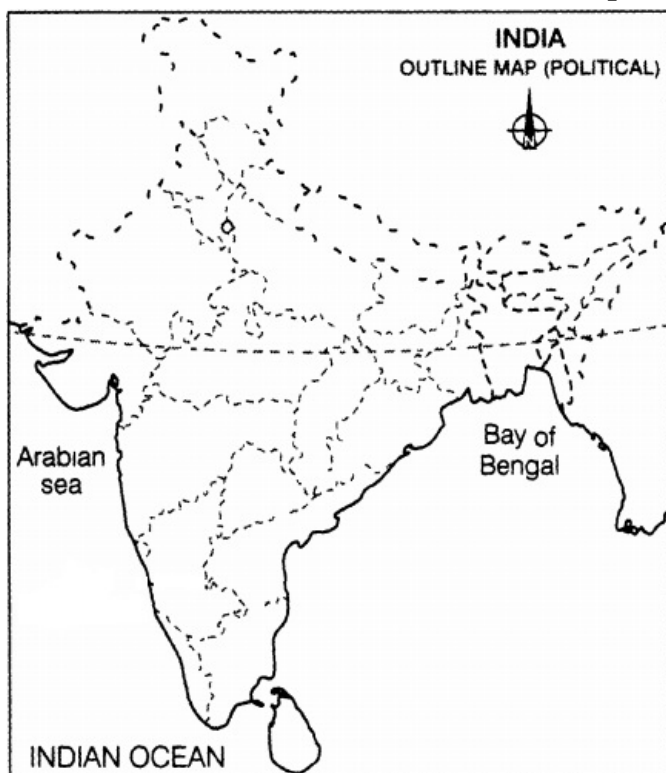 INDIA
OUTLINE MAP (POLITICAL)
N
Arabian
sea
Bay of
Bengal
INDIAN OCEAN